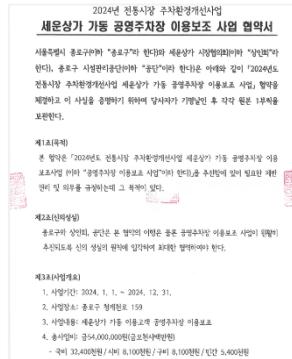 2024년 전통시장 주차환경개선사업
세운상가 가동 공영주차장 이용보조 사업 협약서
서울특별시 종로구(이하 "종로구"라 한다)와 세운상가 시장협의회(이하 "상인회"라
한다), 종로구 시설관리공단(이하 "공단"이라 한다)은 아래와 같이 「2024년도
전통시장 주차환경개선사업 세운상가 가동 공영주차장 이용보조 사업」 협약을
체결하고 이 사실을 증명하기 위하여 당사자가 기명날인 후 각각 원본 1부씩을
보관한다.
제1조(목적)
본 협약은 「2024년도 전통시장 주차환경개선사업 세운상가 가동 공영주차장 이용
보조사업 (이하 "공영주차장 이용보조 사업"이라 한다)」을 추진함에 있어 필요한 제반
권리 및 의무를 규정하는데 그 목적이 있다.
제2조(신의성실)
종로구와 상인회, 공단은 본 협약의 이행은 물론 공영주차장 이용보조 사업이 원활히
추진되도록 신의 성실의 원칙에 입각하여 최대한 협력하여야 한다.
제3조(사업개요)
1. 사업기간: 2024. 1. 1. ~ 2024. 12. 31.
2. 사업장소: 종로구 청계천로 159
3. 사업내용: 세운상가 가동 이용고객 공영주차장 이용보조
4. 총사업비: 금54,000,000원(금오천사백만원)
- 국비 32,400천원 / 시비 8,100천원 / 구비 8,100천원 / 민간 5,400천원